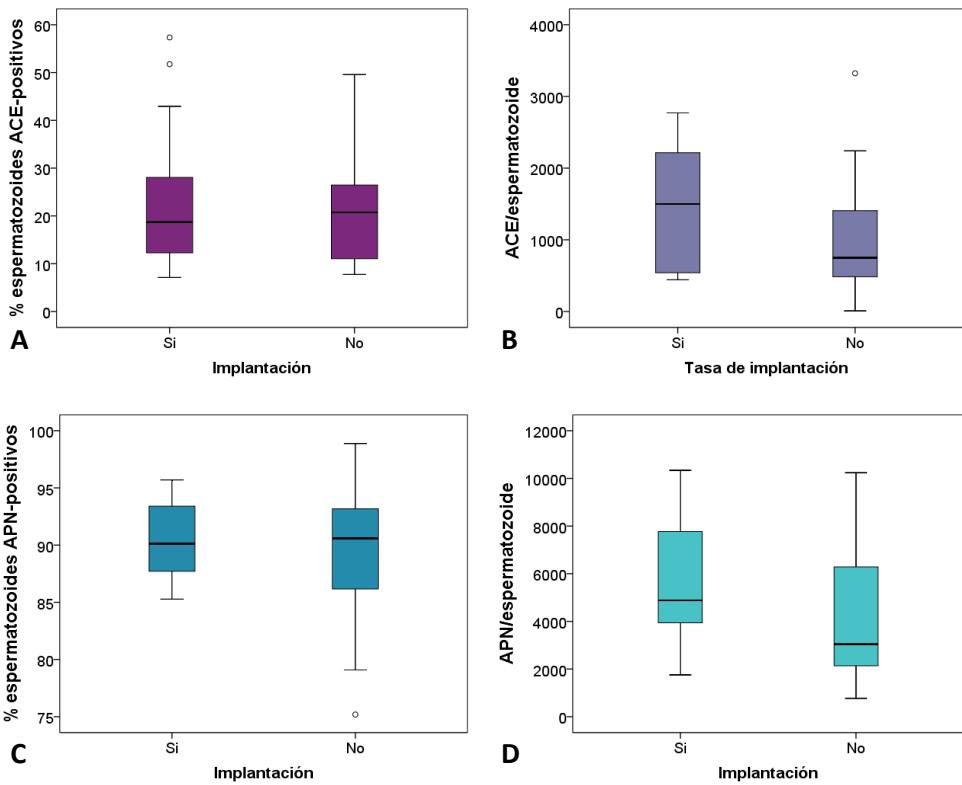 % espermatozoides ACE-positivos
60
50
40
30
20
10
0
Si
No
Implantación
A
ACE/espermatozoide
4000
3000
2000
1000
0
Si
No
Tasa de implantación
B
% espermatozoides APN-positivos
100
95
90
85
80
75
Si
No
Implantación
C
APN/espermatozoide
12000
10000
8000
6000
4000
2000
0
Si
No
Implantación
D